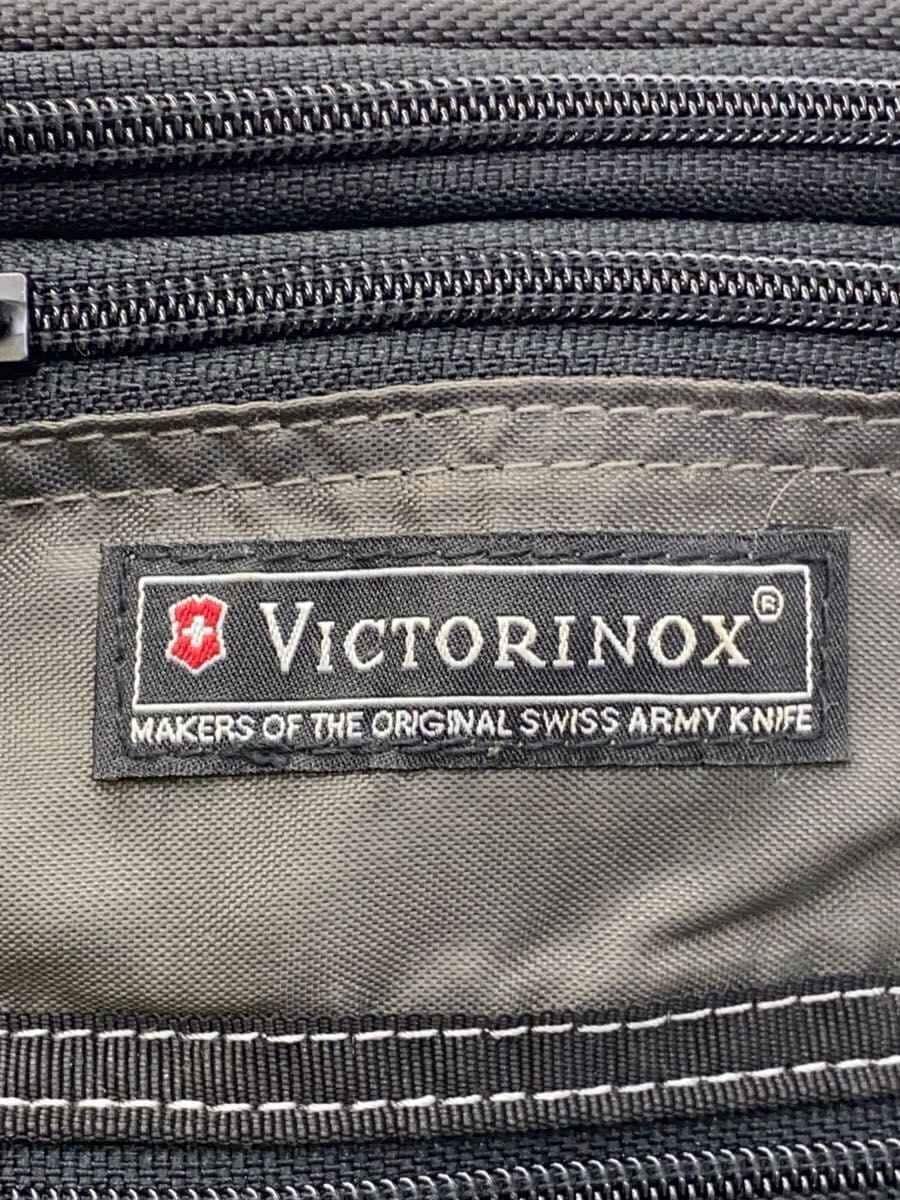 VICTORINOX®
MAKERS OF THE ORIGINAL SWISS ARMY KNIFE